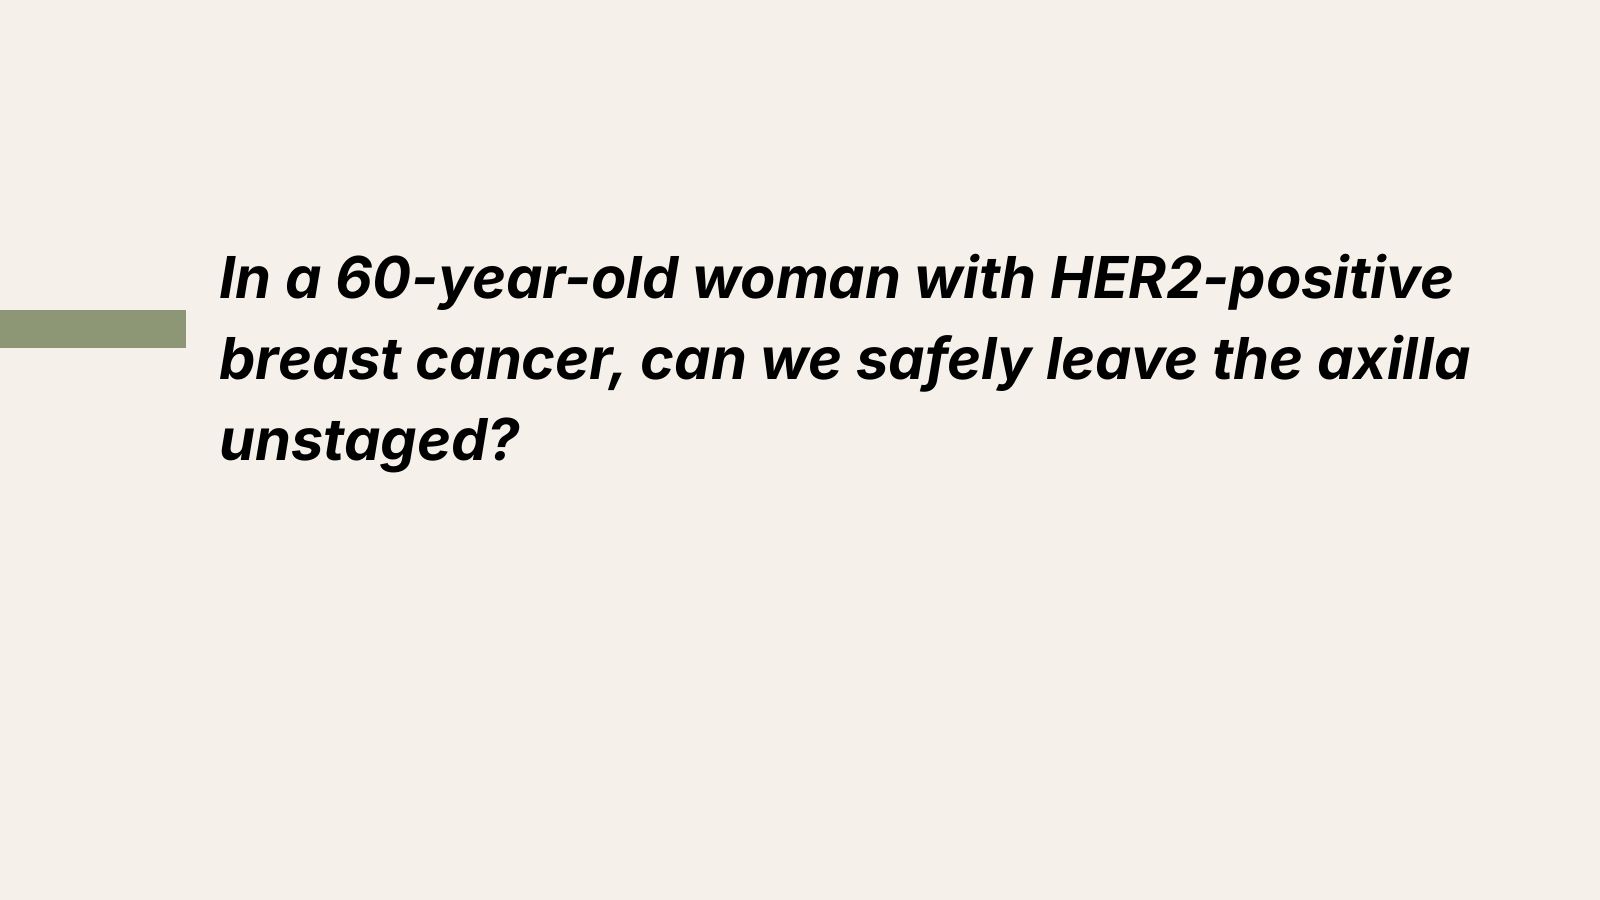 In a 60-year-old woman with HER2-positive
breast cancer, can we safely leave the axilla
unstaged?